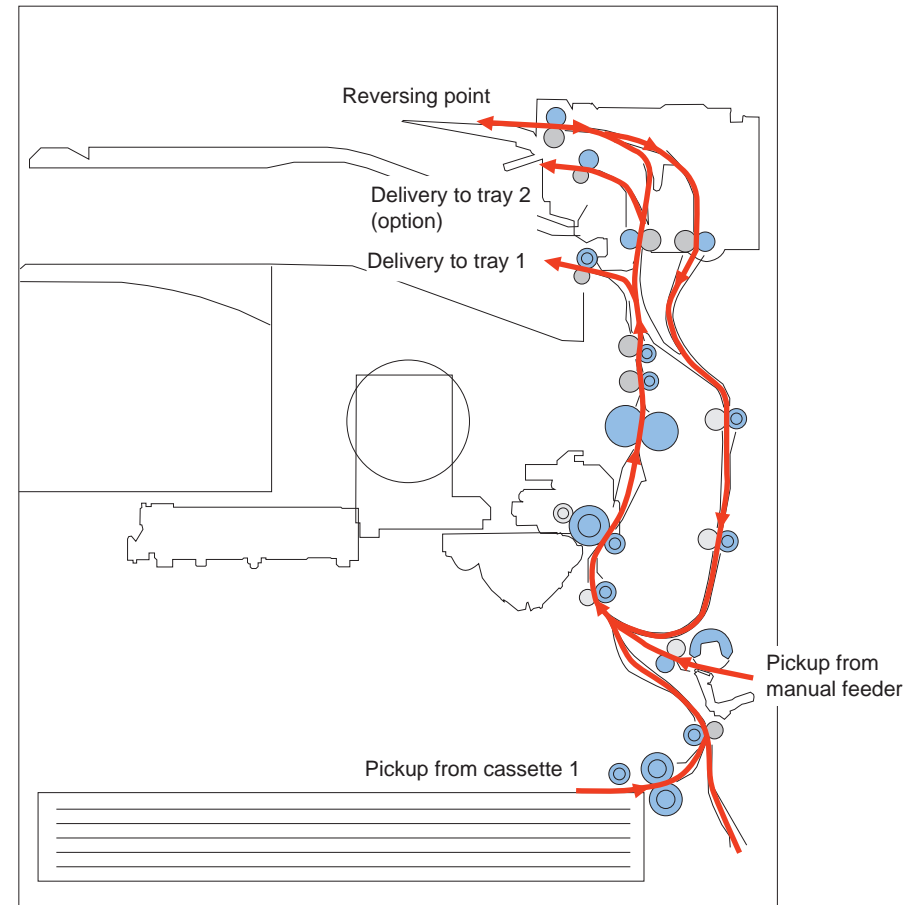 Reversing point
Delivery to tray 2
(option)
Delivery to tray 1
Pickup from
manual feeder
Pickup from cassette 1